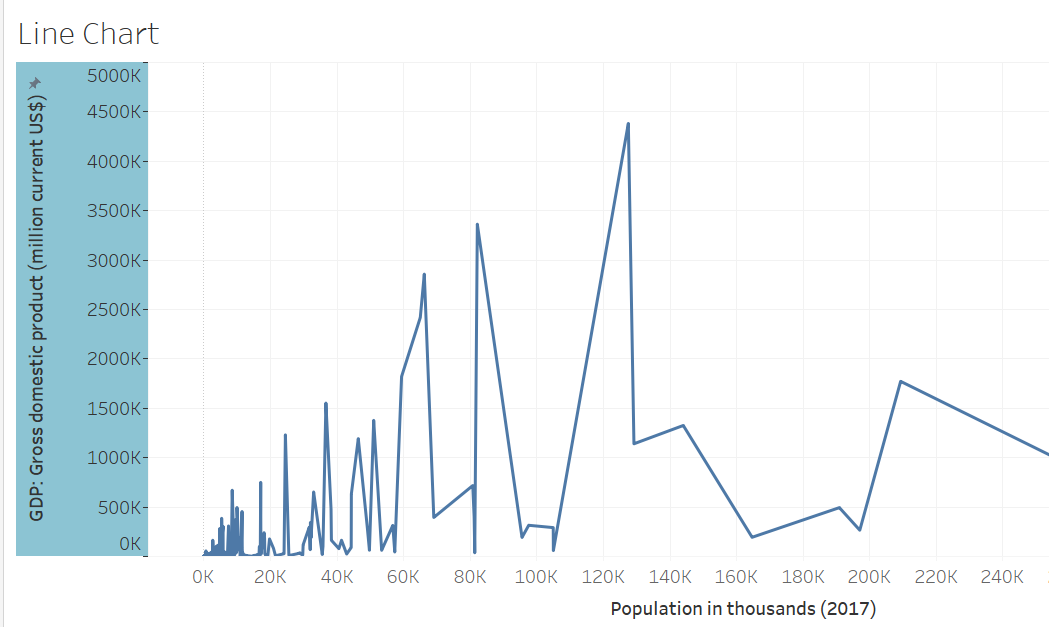 Line Chart
GDP: Gross domestic product (million current US$)
5000K
4500K
4000K
3500K
3000K
2500K
2000K
1500K
1000K
500K
0K
0K 20K 40K 60K 80K 100K 120K 140K 160K 180K 200K 220K 240K
Population in thousands (2017)